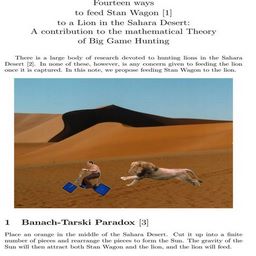 Fourteen ways
to feed Stan Wagon [1]
to a Lion in the Sahara Desert:
A contribution to the mathematical Theory
of Big Game Hunting
There is a large body of research devoted to hunting lions in the Sahara
Desert [2]. In none of these, however, is any concern given to feeding the lion
once it is captured. In this note, we propose feeding Stan Wagon to the lion.
1 Banach-Tarski Paradox [3]
Place an orange in the middle of the Sahara Desert. Cut it up into a finite
number of pieces and rearrange the pieces to form the Sun. The gravity of the
Sun will then attract both Stan Wagon and the lion, and the lion will feed.